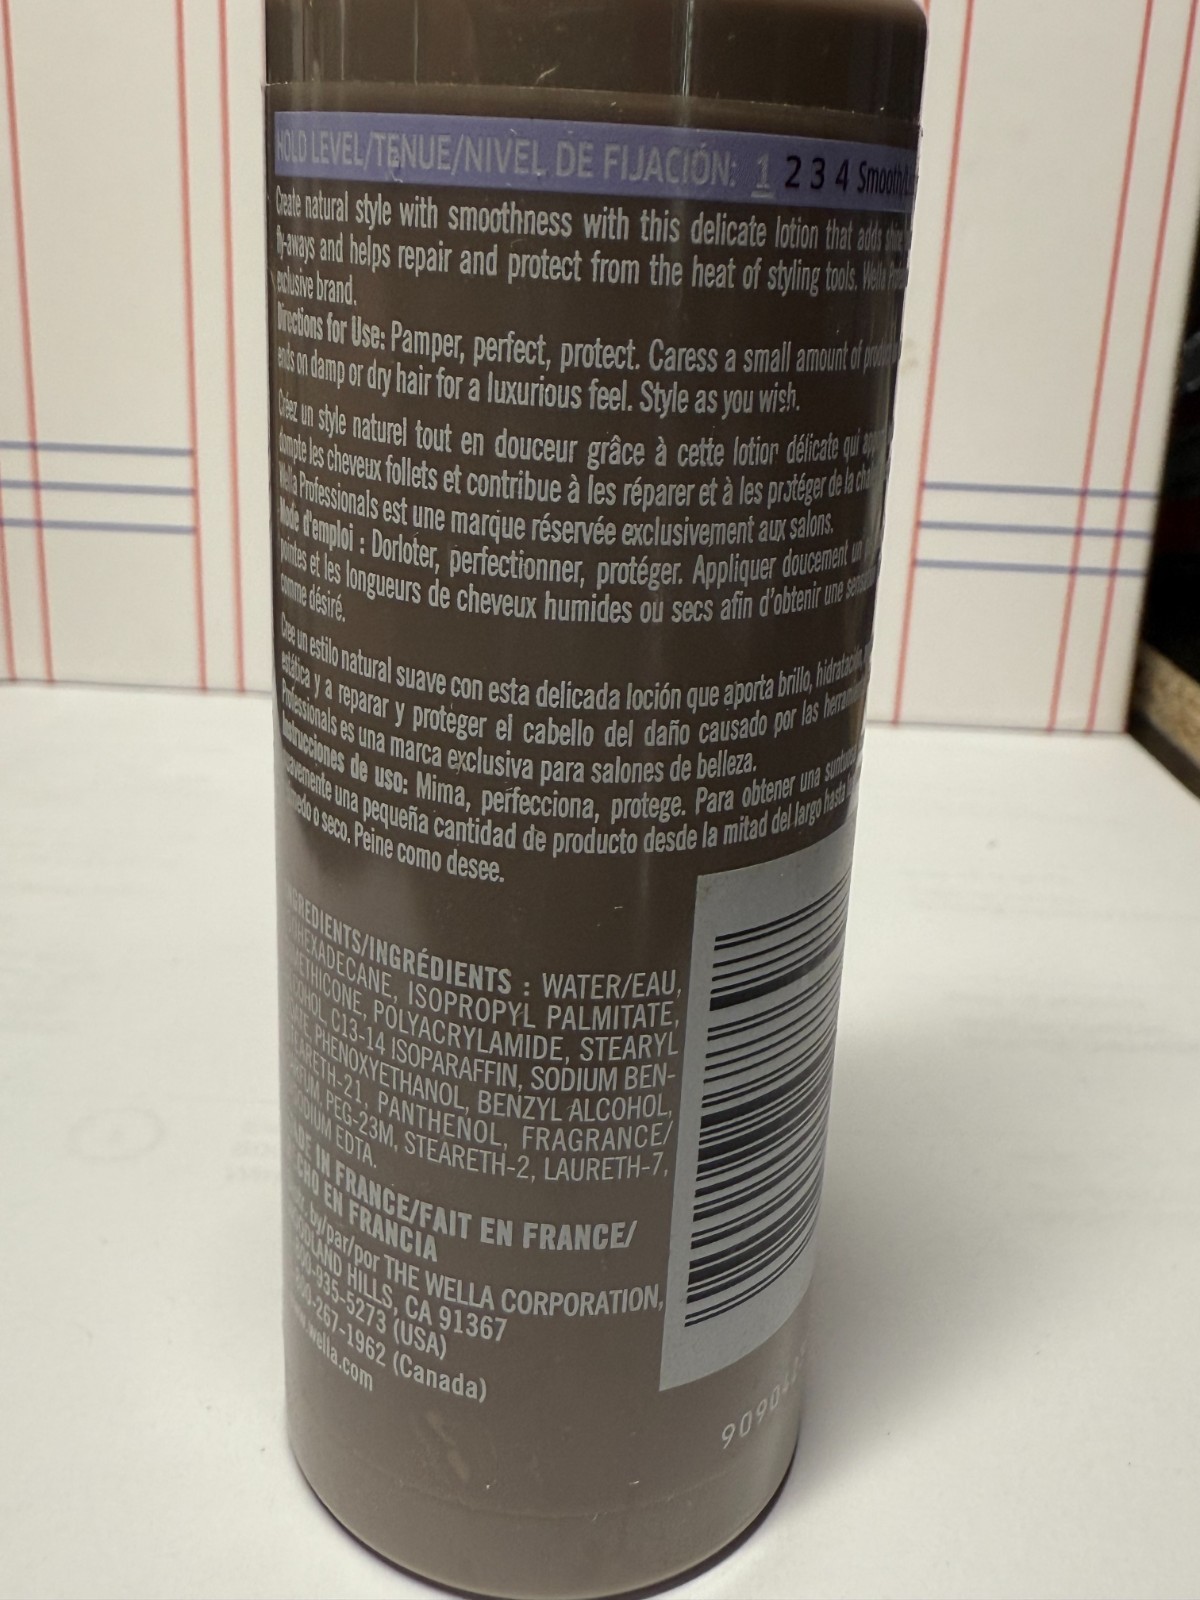 HOLD LEVEL/TENUE/NIVEL DE FIJACIÓN: 1 2 3 4 Smooth/
Create natural style with smoothness with this delicate lotion that adds shine
fly-aways and helps repair and protect from the heat of styling tools. Wella
exclusive brand.
Directions for Use: Pamper, perfect, protect. Caress a small amount of
ends on damp or dry hair for a luxurious feel. Style as you wish.
Créez un style naturel tout en douceur grâce à cette lotion délicate qui
dompte les cheveux follets et contribue à les réparer et à les protéger de la
Wella Professionals est une marque réservée exclusivement aux salons.
Mode d'emploi : Dorloter, perfectionner, protéger. Appliquer doucement un
pointes et les longueurs de cheveux humides ou secs afin d'obtenir une
comme désiré.
Cree un estilo natural suave con esta delicada loción que aporta brillo,
estática y a reparar y proteger el cabello del daño causado por las
Professionals es una marca exclusiva para salones de belleza.
Instrucciones de uso: Mima, perfecciona, protege. Para obtener una
una pequeña cantidad de producto desde la mitad del largo hasta
o seco. Peine como desee.
INGREDIENTS/INGRÉDIENTS : WATER/EAU,
ISOPROPYL PALMITATE,
POLYACRYLAMIDE, STEARYL
C13-14 ISOPARAFFIN, SODIUM BEN-
PHENOXYETHANOL, BENZYL ALCOHOL,
PANTHENOL, FRAGRANCE/
PEG-23M, STEARETH-2, LAURETH-7,
EDTA.
IN FRANCE/FAIT EN FRANCE/
EN FRANCIA
by/par/por THE WELLA CORPORATION,
HILLS, CA 91367
935-5273 (USA)
267-1962 (Canada)
wella.com
9090